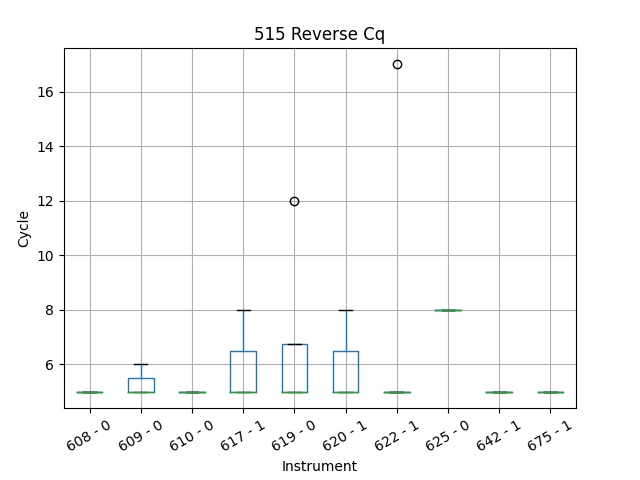 515 Reverse Cq
16
14
12
10
8
6
Cycle
608 - 0
609 - 0
610 - 0
617 - 1
619 - 0
620 - 1
622 - 1
625 - 0
642 - 1
675 - 1
Instrument